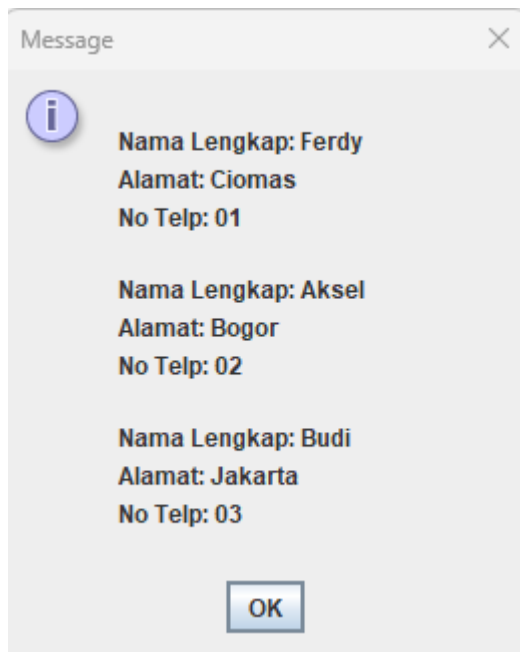 Message
Nama Lengkap: Ferdy
Alamat: Ciomas
No Telp: 01
Nama Lengkap: Aksel
Alamat: Bogor
No Telp: 02
Nama Lengkap: Budi
Alamat: Jakarta
No Telp: 03
OK